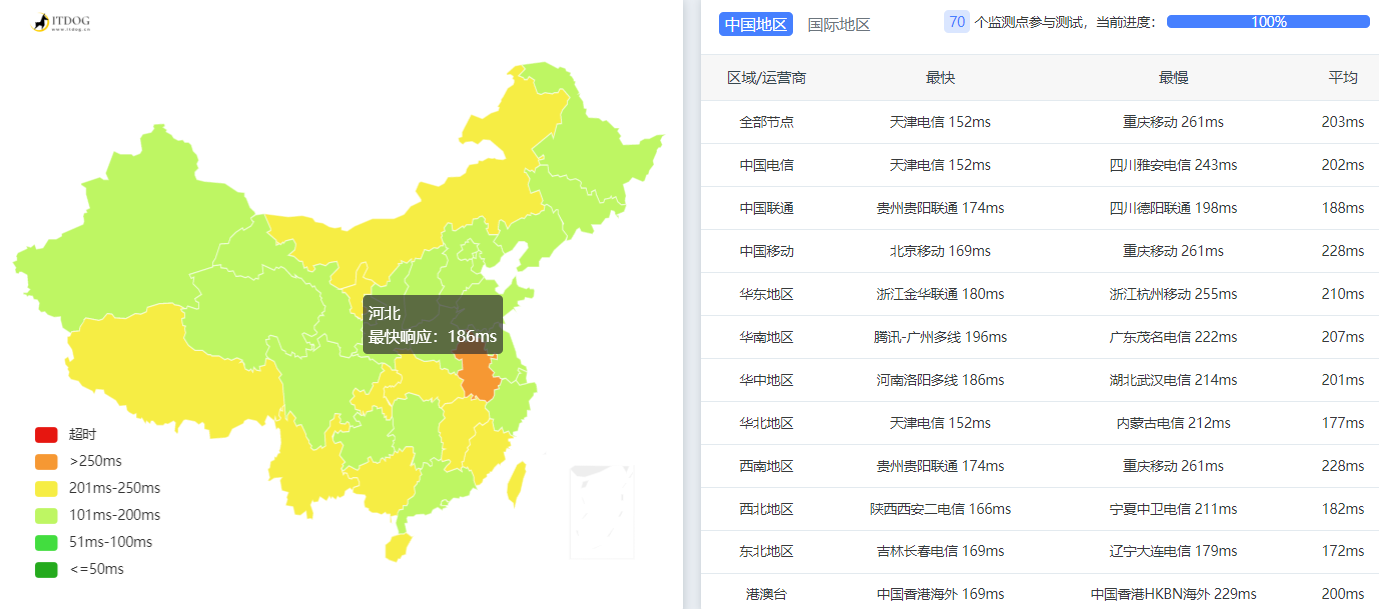 ITDOG
www.itdog.cn
河北
最快响应：186ms
超时
>250ms
201ms-250ms
101ms-200ms
51ms-100ms
<=50ms
中国地区 国际地区 70 个监测点参与测试，当前进度： 100%
区域/运营商 最快 最慢 平均
全部节点 天津电信 152ms 重庆移动 261ms 203ms
中国电信 天津电信 152ms 四川雅安电信 243ms 202ms
中国联通 贵州贵阳联通 174ms 四川德阳联通 198ms 188ms
中国移动 北京移动 169ms 重庆移动 261ms 228ms
华东地区 浙江金华联通 180ms 浙江杭州移动 255ms 210ms
华南地区 腾讯-广州多线 196ms 广东茂名电信 222ms 207ms
华中地区 河南洛阳多线 186ms 湖北武汉电信 214ms 201ms
华北地区 天津电信 152ms 内蒙古电信 212ms 177ms
西南地区 贵州贵阳联通 174ms 重庆移动 261ms 228ms
西北地区 陕西西安二电信 166ms 宁夏中卫电信 211ms 182ms
东北地区 吉林长春电信 169ms 辽宁大连电信 179ms 172ms
港澳台 中国香港海外 169ms 中国香港HKBN海外 229ms 200ms